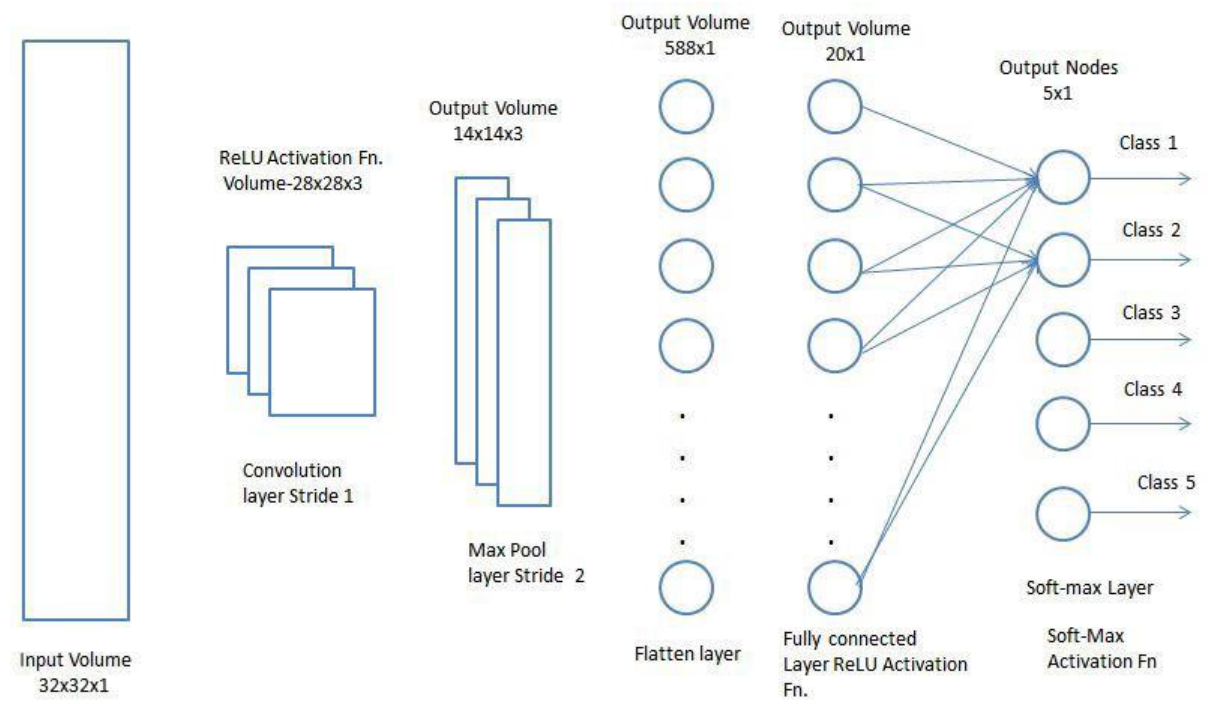 Input Volume
32x32x1
ReLU Activation Fn.
Volume-28x28x3
Convolution
layer Stride 1
Output Volume
14x14x3
Max Pool
layer Stride 2
Output Volume
588x1
Flatten layer
Output Volume
20x1
Fully connected
Layer ReLU Activation
Fn.
Output Nodes
5x1
Class 1
Class 2
Class 3
Class 4
Class 5
Soft-max Layer
Soft-Max
Activation Fn